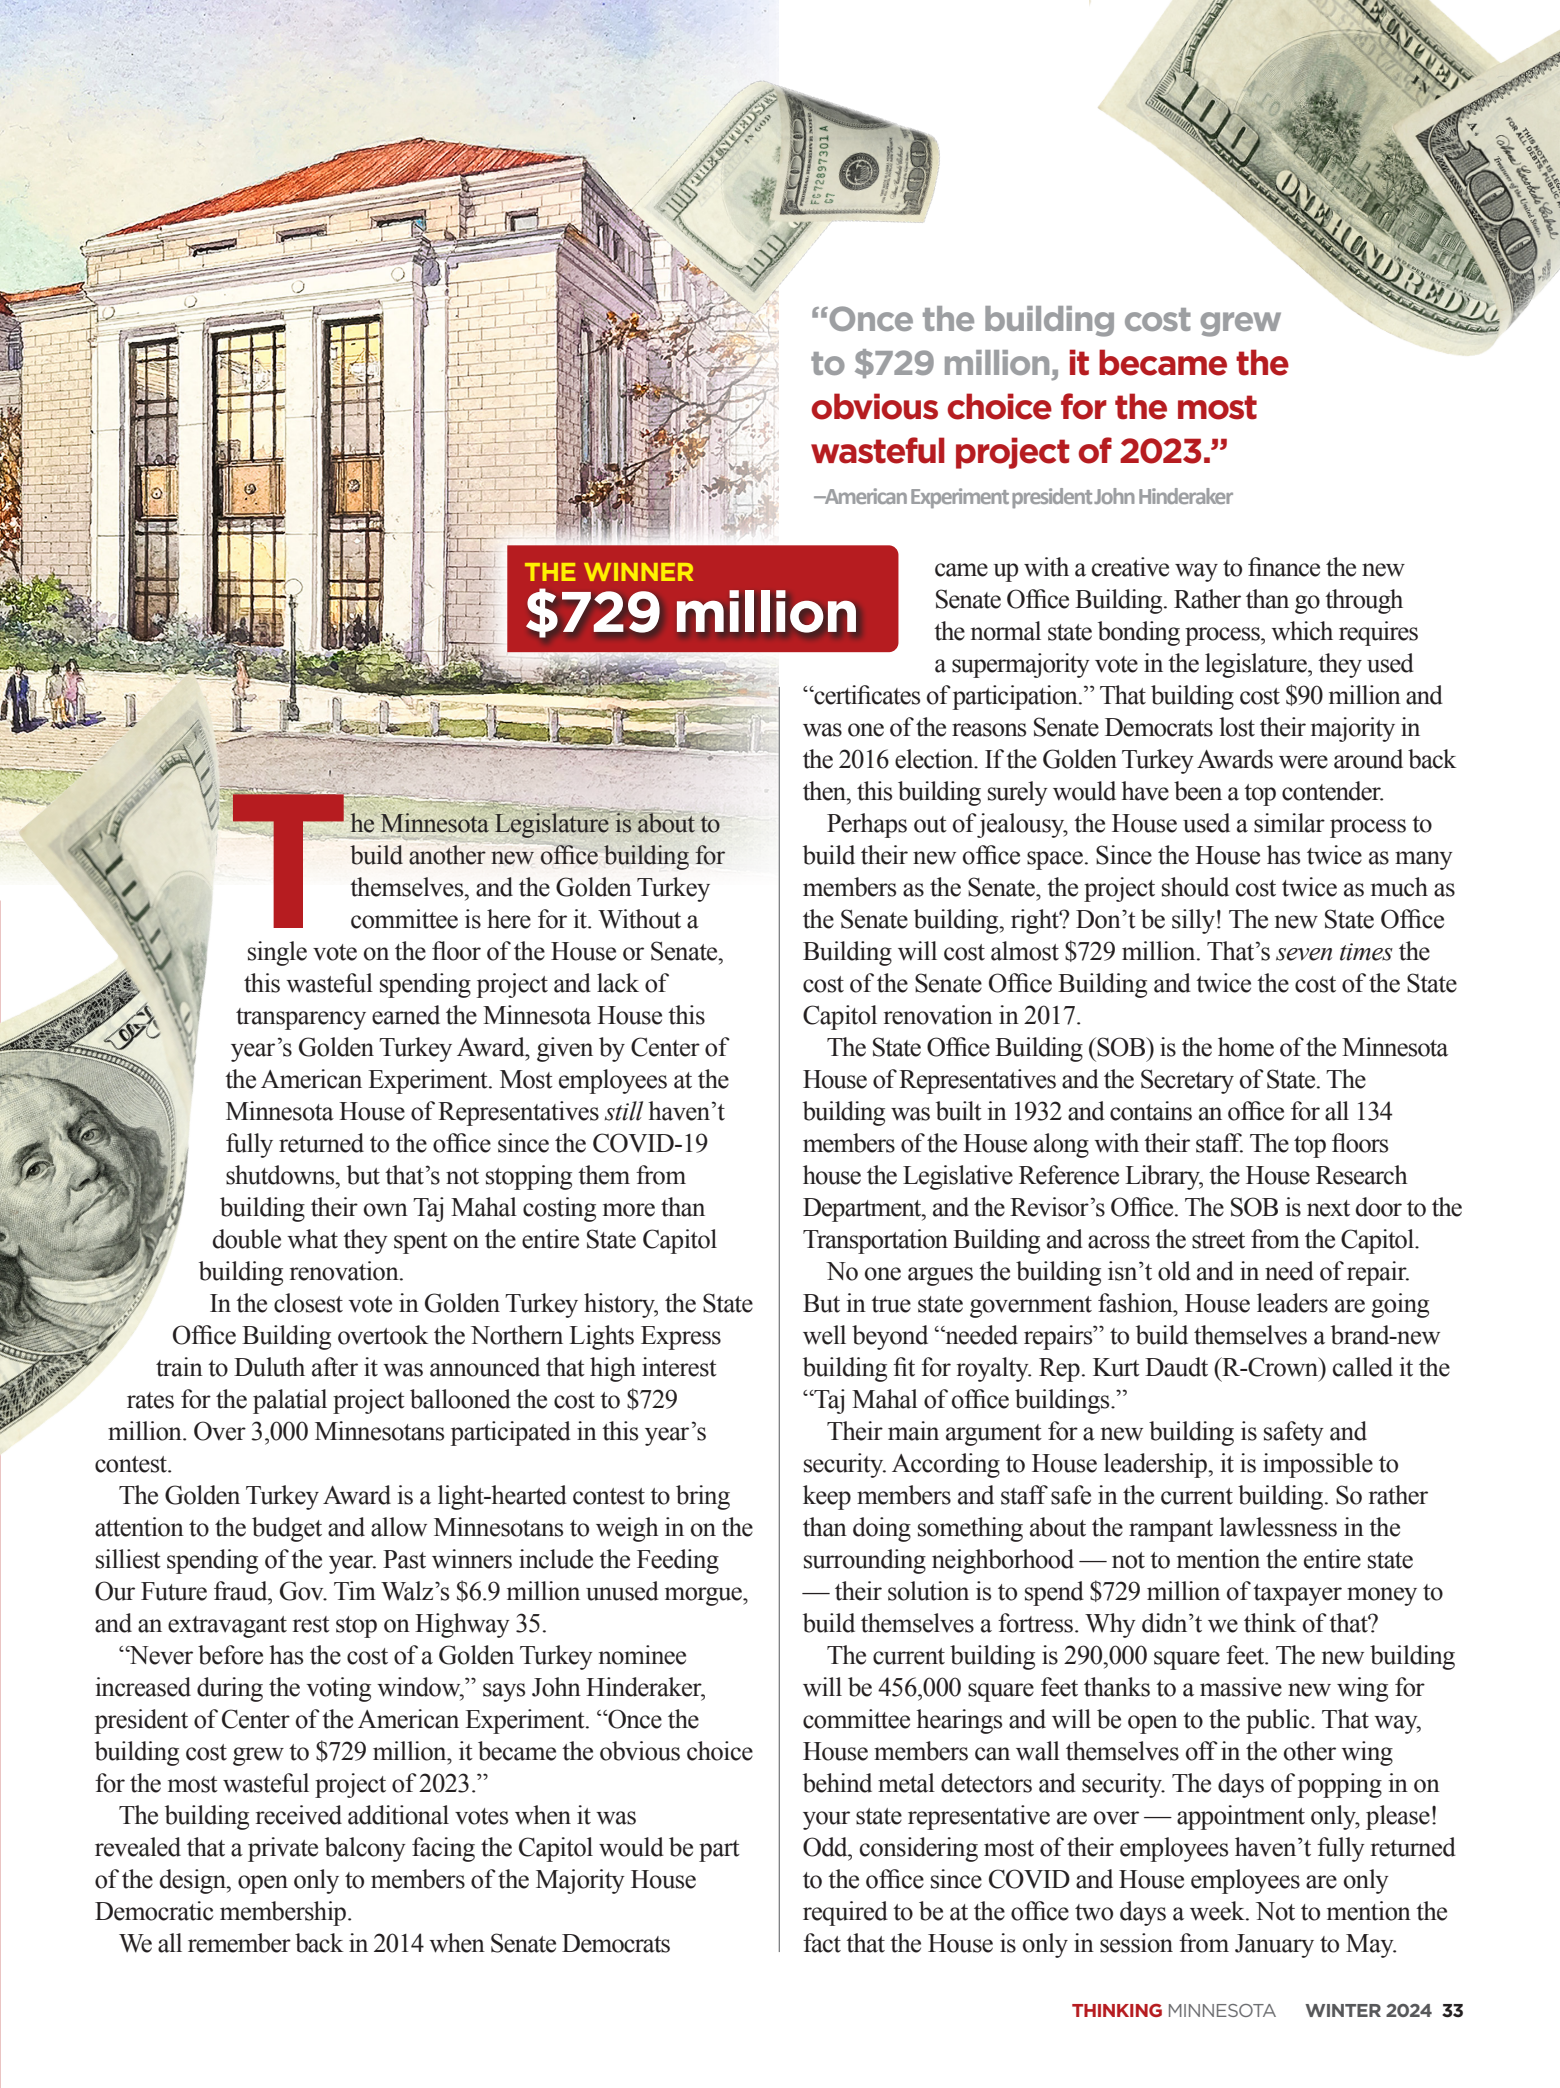 THE UNITED STA
IN GOD
100
100
FG 72897301 A
G7
100
100
THE UNITED
IN G
100
ONE HUNDRED DO
100
THIS NOTE IS LE
FOR ALL DEBTS, PUBLIC
Treasurer of the United States
“Once the building cost grew
to $729 million, it became the
obvious choice for the most
wasteful project of 2023.”
–American Experiment president John Hinderaker
THE WINNER
$729 million
100
100
100
The Minnesota Legislature is about to
build another new office building for
themselves, and the Golden Turkey
committee is here for it. Without a
single vote on the floor of the House or Senate,
this wasteful spending project and lack of
transparency earned the Minnesota House this
year’s Golden Turkey Award, given by Center of
the American Experiment. Most employees at the
Minnesota House of Representatives still haven’t
fully returned to the office since the COVID-19
shutdowns, but that’s not stopping them from
building their own Taj Mahal costing more than
double what they spent on the entire State Capitol
building renovation.
In the closest vote in Golden Turkey history, the State
Office Building overtook the Northern Lights Express
train to Duluth after it was announced that high interest
rates for the palatial project ballooned the cost to $729
million. Over 3,000 Minnesotans participated in this year’s
contest.
The Golden Turkey Award is a light-hearted contest to bring
attention to the budget and allow Minnesotans to weigh in on the
silliest spending of the year. Past winners include the Feeding
Our Future fraud, Gov. Tim Walz’s $6.9 million unused morgue,
and an extravagant rest stop on Highway 35.
“Never before has the cost of a Golden Turkey nominee
increased during the voting window,” says John Hinderaker,
president of Center of the American Experiment. “Once the
building cost grew to $729 million, it became the obvious choice
for the most wasteful project of 2023.”
The building received additional votes when it was
revealed that a private balcony facing the Capitol would be part
of the design, open only to members of the Majority House
Democratic membership.
We all remember back in 2014 when Senate Democrats
came up with a creative way to finance the new
Senate Office Building. Rather than go through
the normal state bonding process, which requires
a supermajority vote in the legislature, they used
“certificates of participation.” That building cost $90 million and
was one of the reasons Senate Democrats lost their majority in
the 2016 election. If the Golden Turkey Awards were around back
then, this building surely would have been a top contender.
Perhaps out of jealousy, the House used a similar process to
build their new office space. Since the House has twice as many
members as the Senate, the project should cost twice as much as
the Senate building, right? Don’t be silly! The new State Office
Building will cost almost $729 million. That’s seven times the
cost of the Senate Office Building and twice the cost of the State
Capitol renovation in 2017.
The State Office Building (SOB) is the home of the Minnesota
House of Representatives and the Secretary of State. The
building was built in 1932 and contains an office for all 134
members of the House along with their staff. The top floors
house the Legislative Reference Library, the House Research
Department, and the Revisor’s Office. The SOB is next door to the
Transportation Building and across the street from the Capitol.
No one argues the building isn’t old and in need of repair.
But in true state government fashion, House leaders are going
well beyond “needed repairs” to build themselves a brand-new
building fit for royalty. Rep. Kurt Daudt (R-Crown) called it the
“Taj Mahal of office buildings.”
Their main argument for a new building is safety and
security. According to House leadership, it is impossible to
keep members and staff safe in the current building. So rather
than doing something about the rampant lawlessness in the
surrounding neighborhood — not to mention the entire state
— their solution is to spend $729 million of taxpayer money to
build themselves a fortress. Why didn’t we think of that?
The current building is 290,000 square feet. The new building
will be 456,000 square feet thanks to a massive new wing for
committee hearings and will be open to the public. That way,
House members can wall themselves off in the other wing
behind metal detectors and security. The days of popping in on
your state representative are over — appointment only, please!
Odd, considering most of their employees haven’t fully returned
to the office since COVID and House employees are only
required to be at the office two days a week. Not to mention the
fact that the House is only in session from January to May.
THINKING MINNESOTA WINTER 2024 33